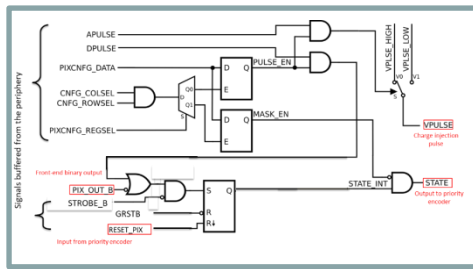 APULSE
DPULSE
PIXCNFG_DATA
CNFG_COLSEL
CNFG_ROWSEL
PIXCNFG_REGSEL
Signals buffered from the periphery
D Q
E
PULSE_EN
D Q0
Q1
S
D Q
E
MASK_EN
VPLSE_HIGH
VPLSE_LOW
V0 V1
S
VPULSE
Charge injection
pulse
Front-end binary output
PIX_OUT_B
STROBE_B
GRSTB
RESET_PIX
Input from priority encoder
S Q
R
R↓
STATE_INT
STATE
Output to priority
encoder